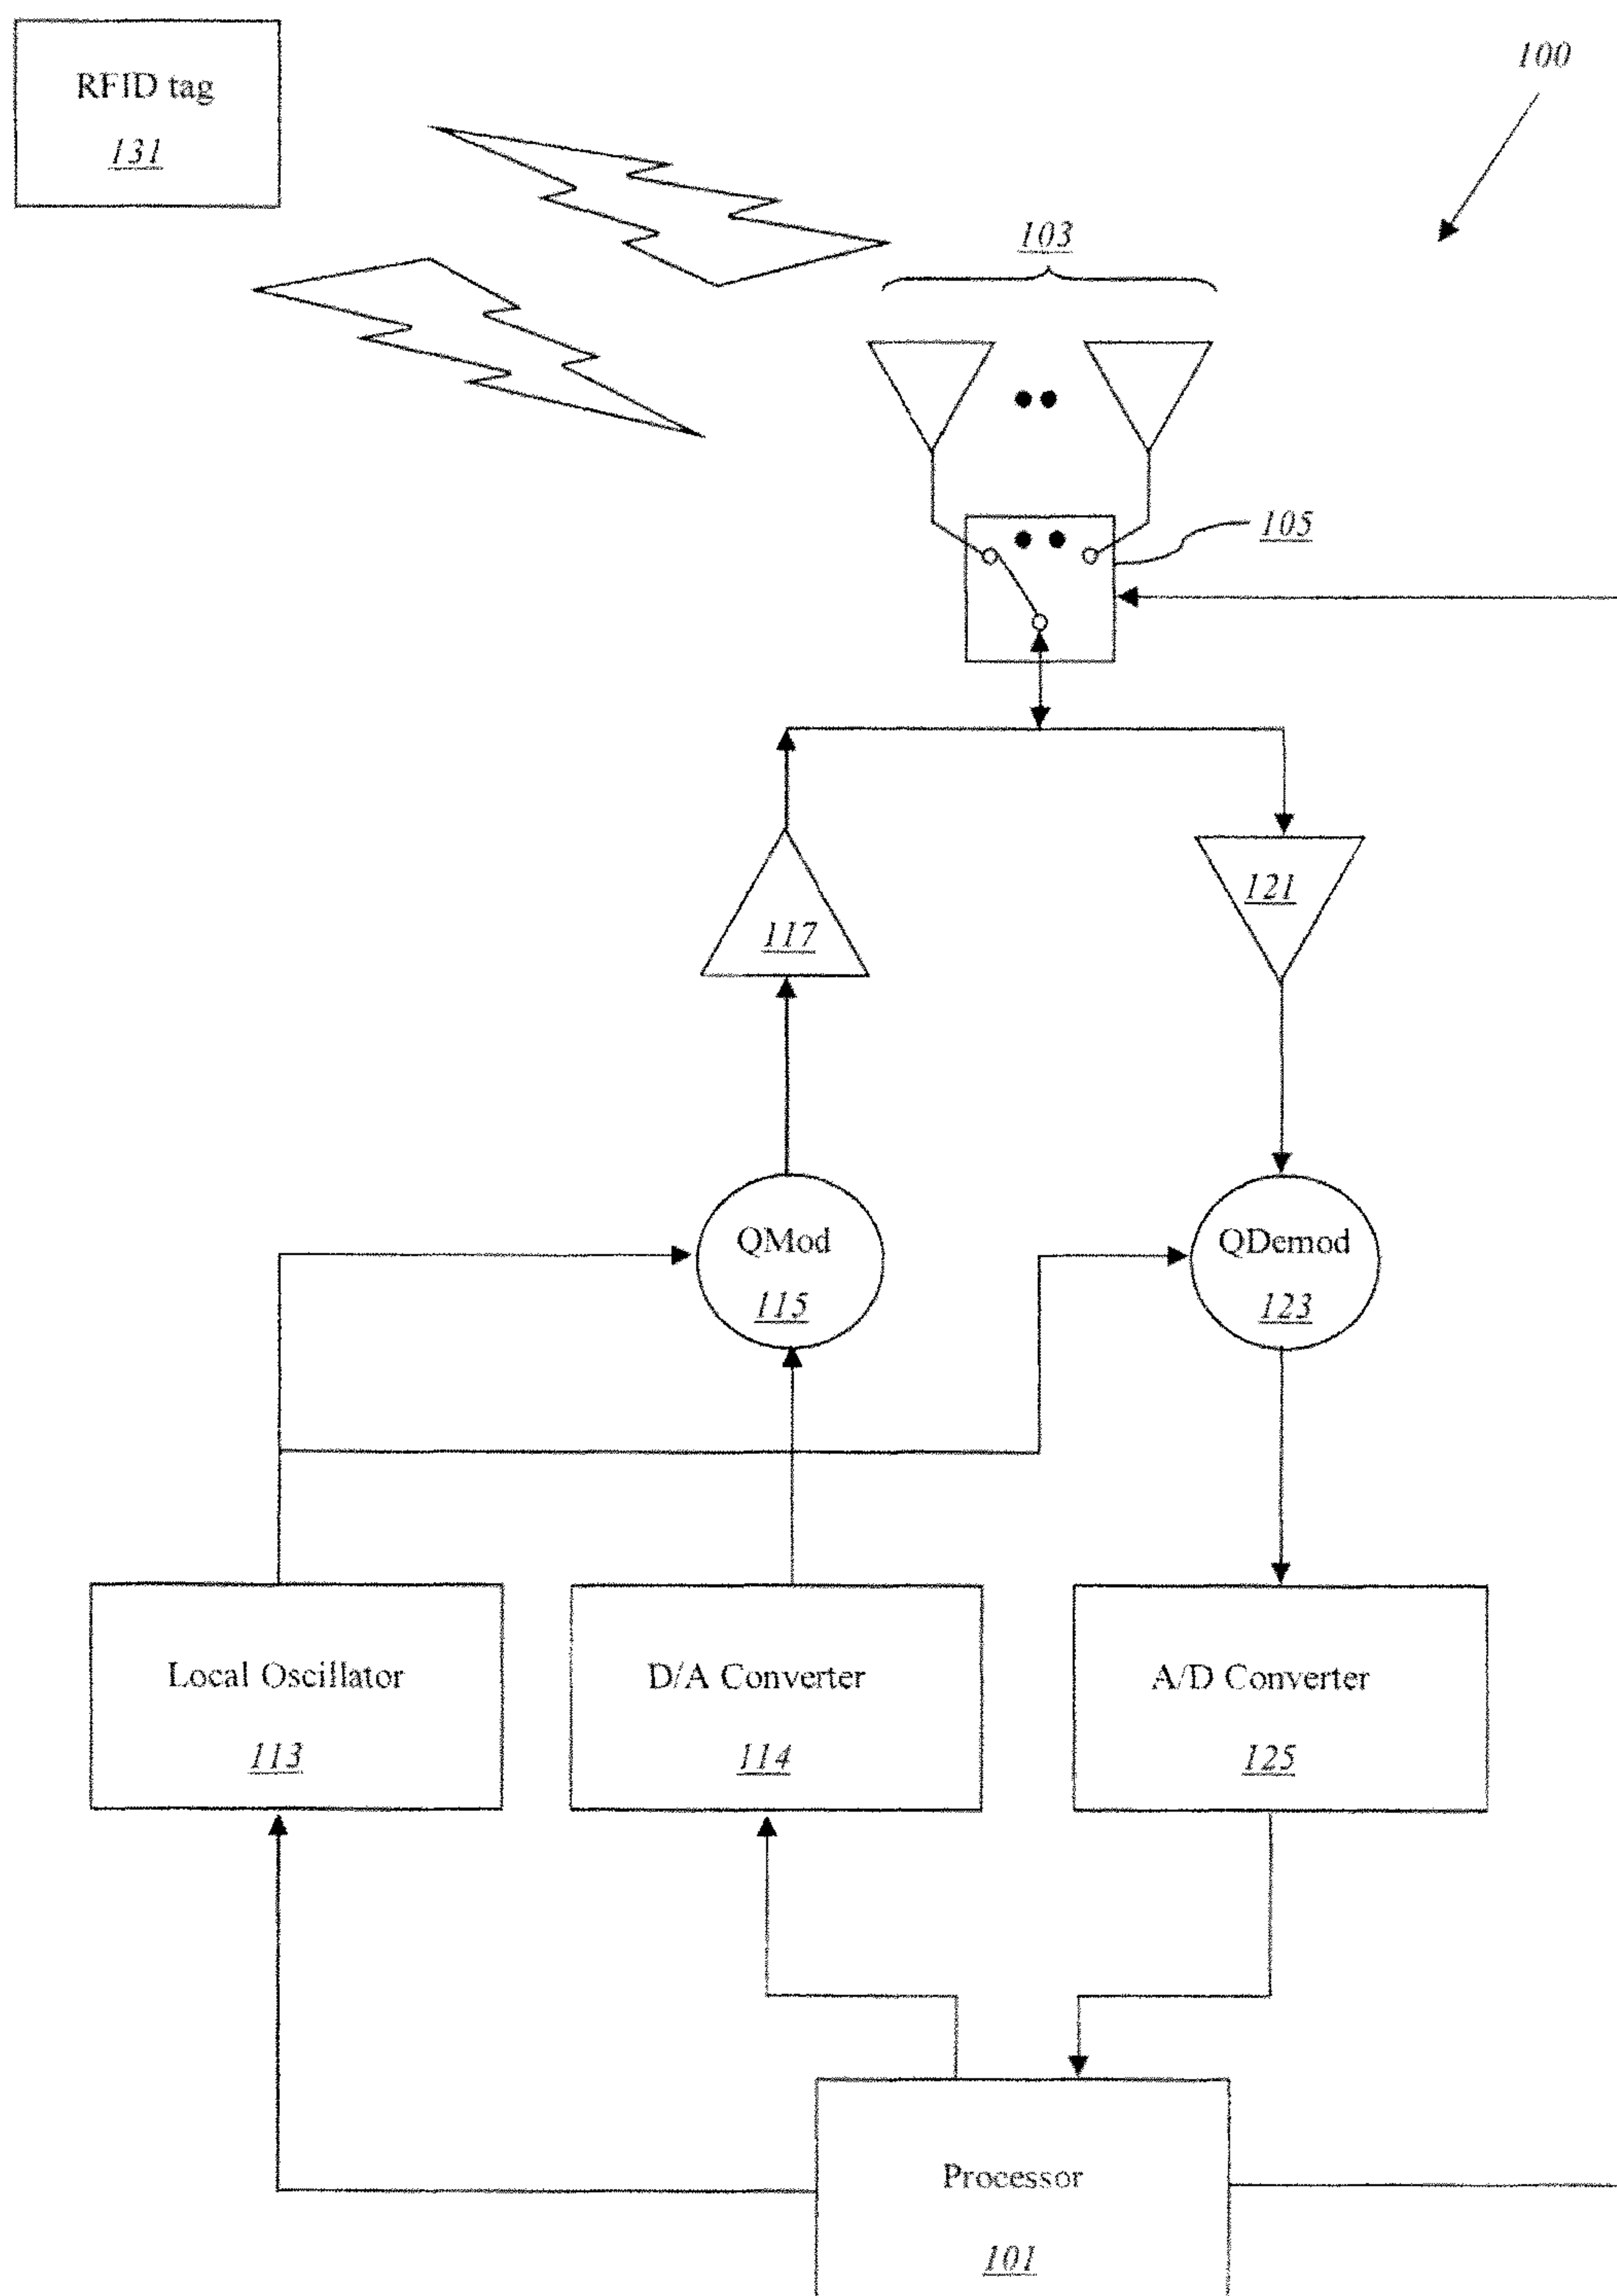 RFID tag
131
100
103
105
117
121
QMod
115
QDemod
123
Local Oscillator
113
D/A Converter
114
A/D Converter
125
Processor
101